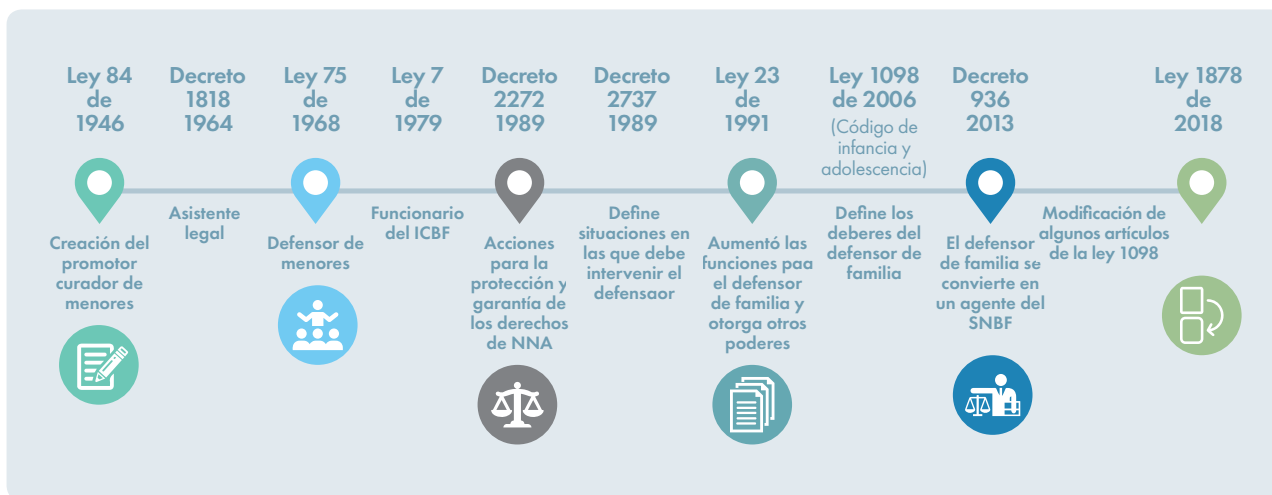 Ley 84
de
1946
Creación del
promotor
curador de
menores
Decreto
1818
1964
Asistente
legal
Ley 75
de
1968
Defensor de
menores
Ley 7
de
1979
Funcionario
del ICBF
Decreto
2272
1989
Acciones
para la
protección y
garantía de
los derechos
de NNA
Decreto
2737
1989
Define
situaciones en
las que debe
intervenir el
defensaor
Ley 23
de
1991
Aumentó las
funciones paa
el defensor
de familia y
otorga otros
poderes
Ley 1098
de 2006
(Código de
infancia y
adolescencia)
Define los
deberes del
defensor de
familia
Decreto
936
2013
El defensor
de familia se
convierte en
un agente del
SNBF
Modificación de
algunos artículos
de la ley 1098
Ley 1878
de
2018